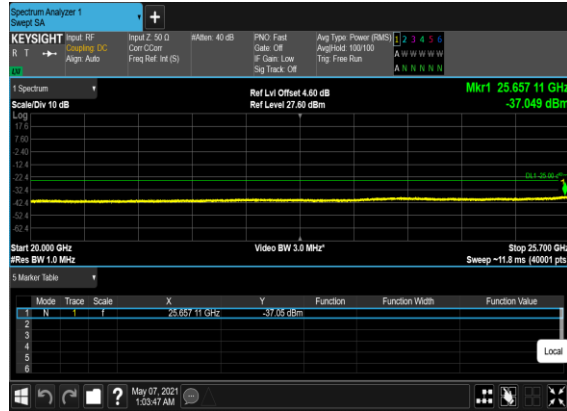 Spectrum Analyzer 1
Swept SA
+
KEYSIGHT Input: RF Input Z: 50 Ω #Atten: 40 dB PNO: Fast Avg Type: Power (RMS) 1 2 3 4 5 6
R T Coupling: DC Corr CCorr Gate: Off Avg|Hold: 100/100 A W W W W W
Align: Auto Freq Ref: Int (S) IF Gain: Low Trig: Free Run
Sig Track: Off A N N N N N
1 Spectrum
Ref Lvl Offset 4.60 dB Mkr1 25.657 11 GHz
Scale/Div 10 dB Ref Level 27.60 dBm -37.049 dBm
Log
17.6
7.60
-2.40
-12.4
-22.4 DL1 -25.00
-32.4
-42.4
-52.4
-62.4
Start 20.000 GHz Video BW 3.0 MHz* Stop 25.700 GHz
#Res BW 1.0 MHz Sweep ~11.8 ms (40001 pts
5 Marker Table
Mode Trace Scale X Y Function Function Width Function Value
1 N 1 f 25.657 11 GHz -37.05 dBm
2
3
4
5
6
Local
? May 07, 2021
1:03:47 AM